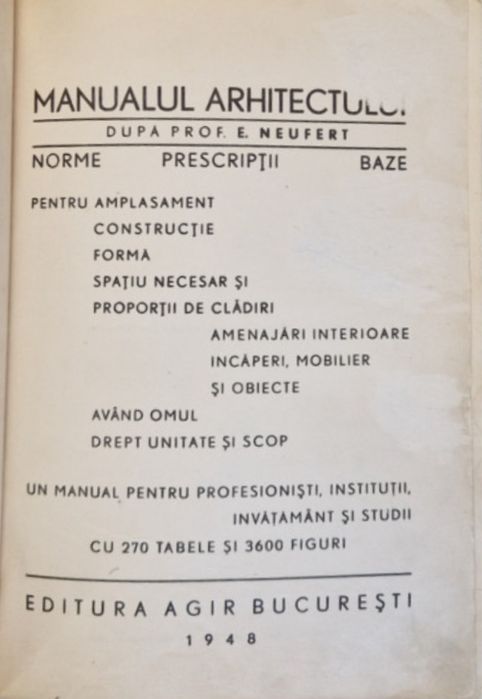 MANUALUL ARHITECTULUI
DUPA PROF. E. NEUFERT
NORME PRESCRIPȚII BAZE
PENTRU AMPLASAMENT
CONSTRUCȚIE
FORMA
SPAȚIU NECESAR ȘI
PROPORȚII DE CLĂDIRI
AMENAJĂRI INTERIOARE
INCĂPERI, MOBILIER
ȘI OBIECTE
AVÂND OMUL
DREPT UNITATE ȘI SCOP
UN MANUAL PENTRU PROFESIONIȘTI, INSTITUȚII,
INVĂȚAMÂNT ȘI STUDII
CU 270 TABELE ȘI 3600 FIGURI
EDITURA AGIR BUCUREȘTI
1948